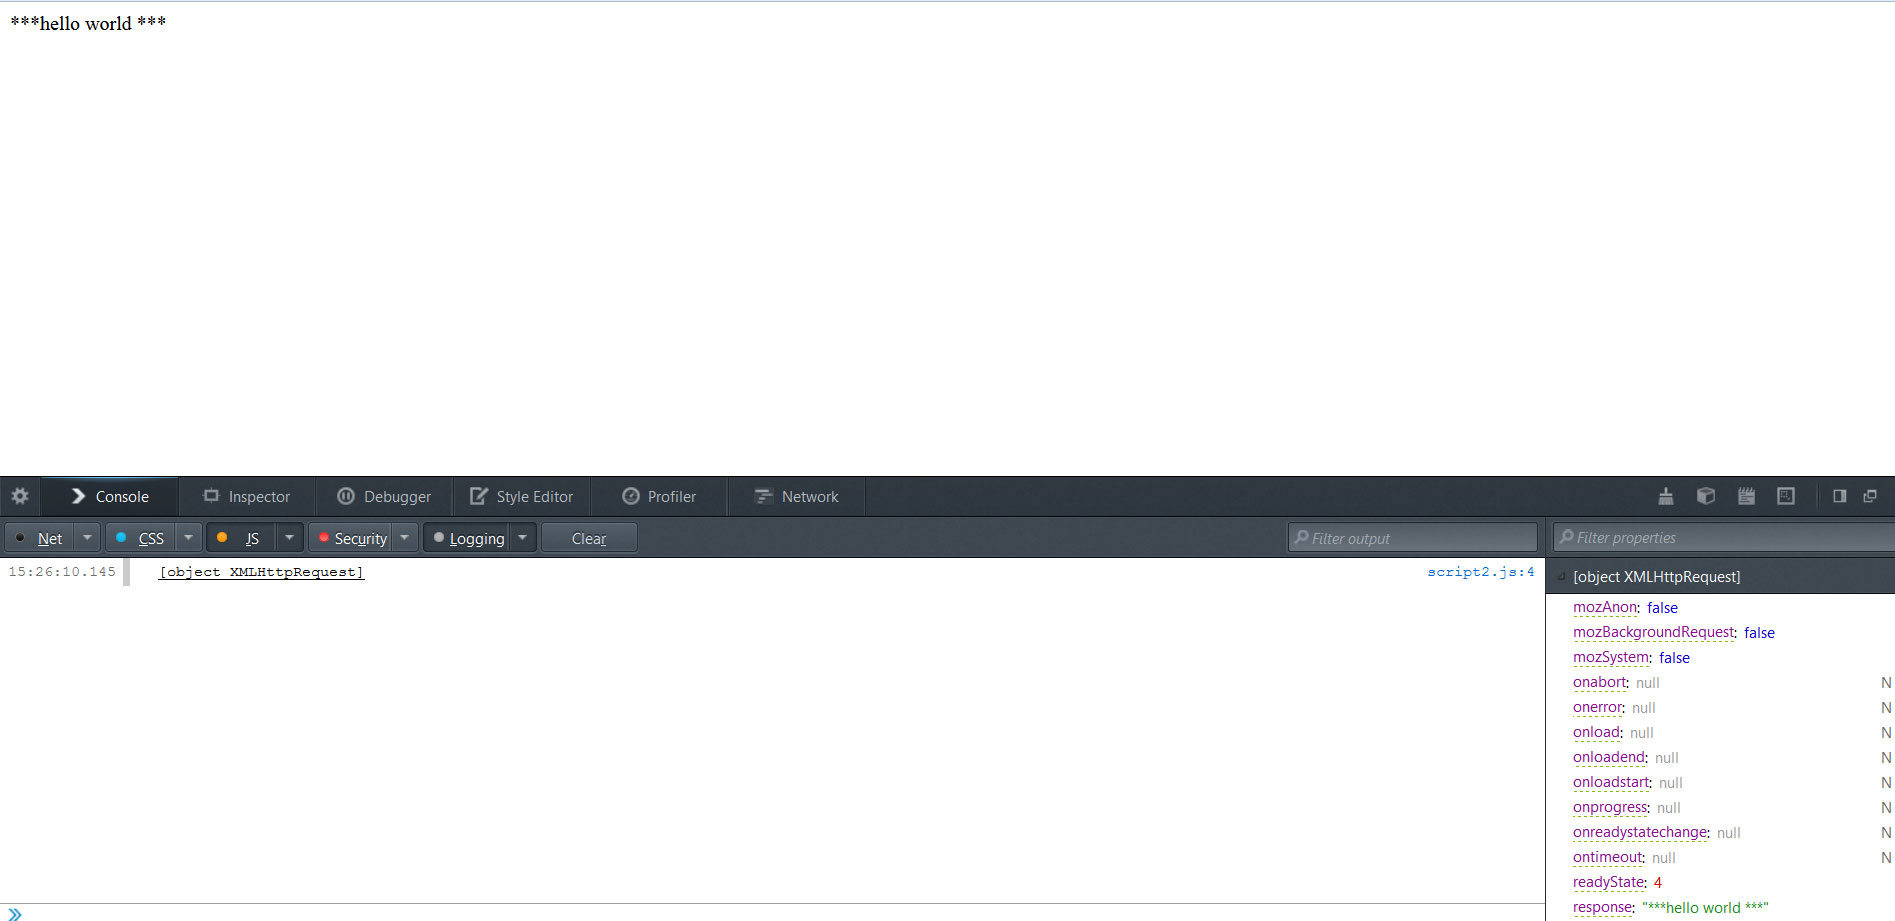 ***hello world ***
Console Inspector Debugger Style Editor Profiler Network
Net CSS JS Security Logging Clear Filter output Filter properties
15:26:10.145 [object XMLHttpRequest] script2.js:4
[object XMLHttpRequest]
mozAnon: false
mozBackgroundRequest: false
mozSystem: false
onabort: null N
onerror: null N
onload: null N
onloadend: null N
onloadstart: null N
onprogress: null N
onreadystatechange: null N
ontimeout: null N
readyState: 4
response: "***hello world ***"